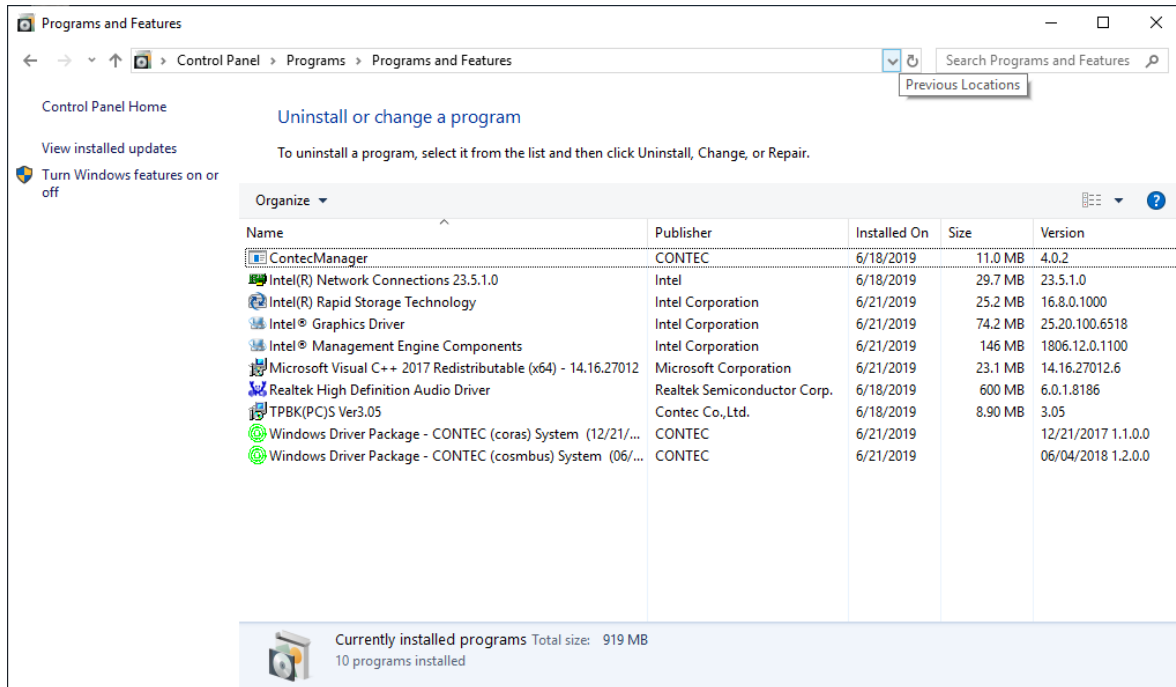 Programs and Features
Control Panel > Programs > Programs and Features
Search Programs and Features
Previous Locations
Control Panel Home
View installed updates
Turn Windows features on or
off
Uninstall or change a program
To uninstall a program, select it from the list and then click Uninstall, Change, or Repair.
Organize
Name Publisher Installed On Size Version
ContecManager CONTEC 6/18/2019 11.0 MB 4.0.2
Intel(R) Network Connections 23.5.1.0 Intel 6/18/2019 29.7 MB 23.5.1.0
Intel(R) Rapid Storage Technology Intel Corporation 6/21/2019 25.2 MB 16.8.0.1000
Intel® Graphics Driver Intel Corporation 6/21/2019 74.2 MB 25.20.100.6518
Intel® Management Engine Components Intel Corporation 6/21/2019 146 MB 1806.12.0.1100
Microsoft Visual C++ 2017 Redistributable (x64) - 14.16.27012 Microsoft Corporation 6/21/2019 23.1 MB 14.16.27012.6
Realtek High Definition Audio Driver Realtek Semiconductor Corp. 6/18/2019 600 MB 6.0.1.8186
TPBK(PC)S Ver3.05 Contec Co.,Ltd. 6/18/2019 8.90 MB 3.05
Windows Driver Package - CONTEC (coras) System (12/21/... CONTEC 6/21/2019 12/21/2017 1.1.0.0
Windows Driver Package - CONTEC (cosmbus) System (06/... CONTEC 6/21/2019 06/04/2018 1.2.0.0
Currently installed programs Total size: 919 MB
10 programs installed